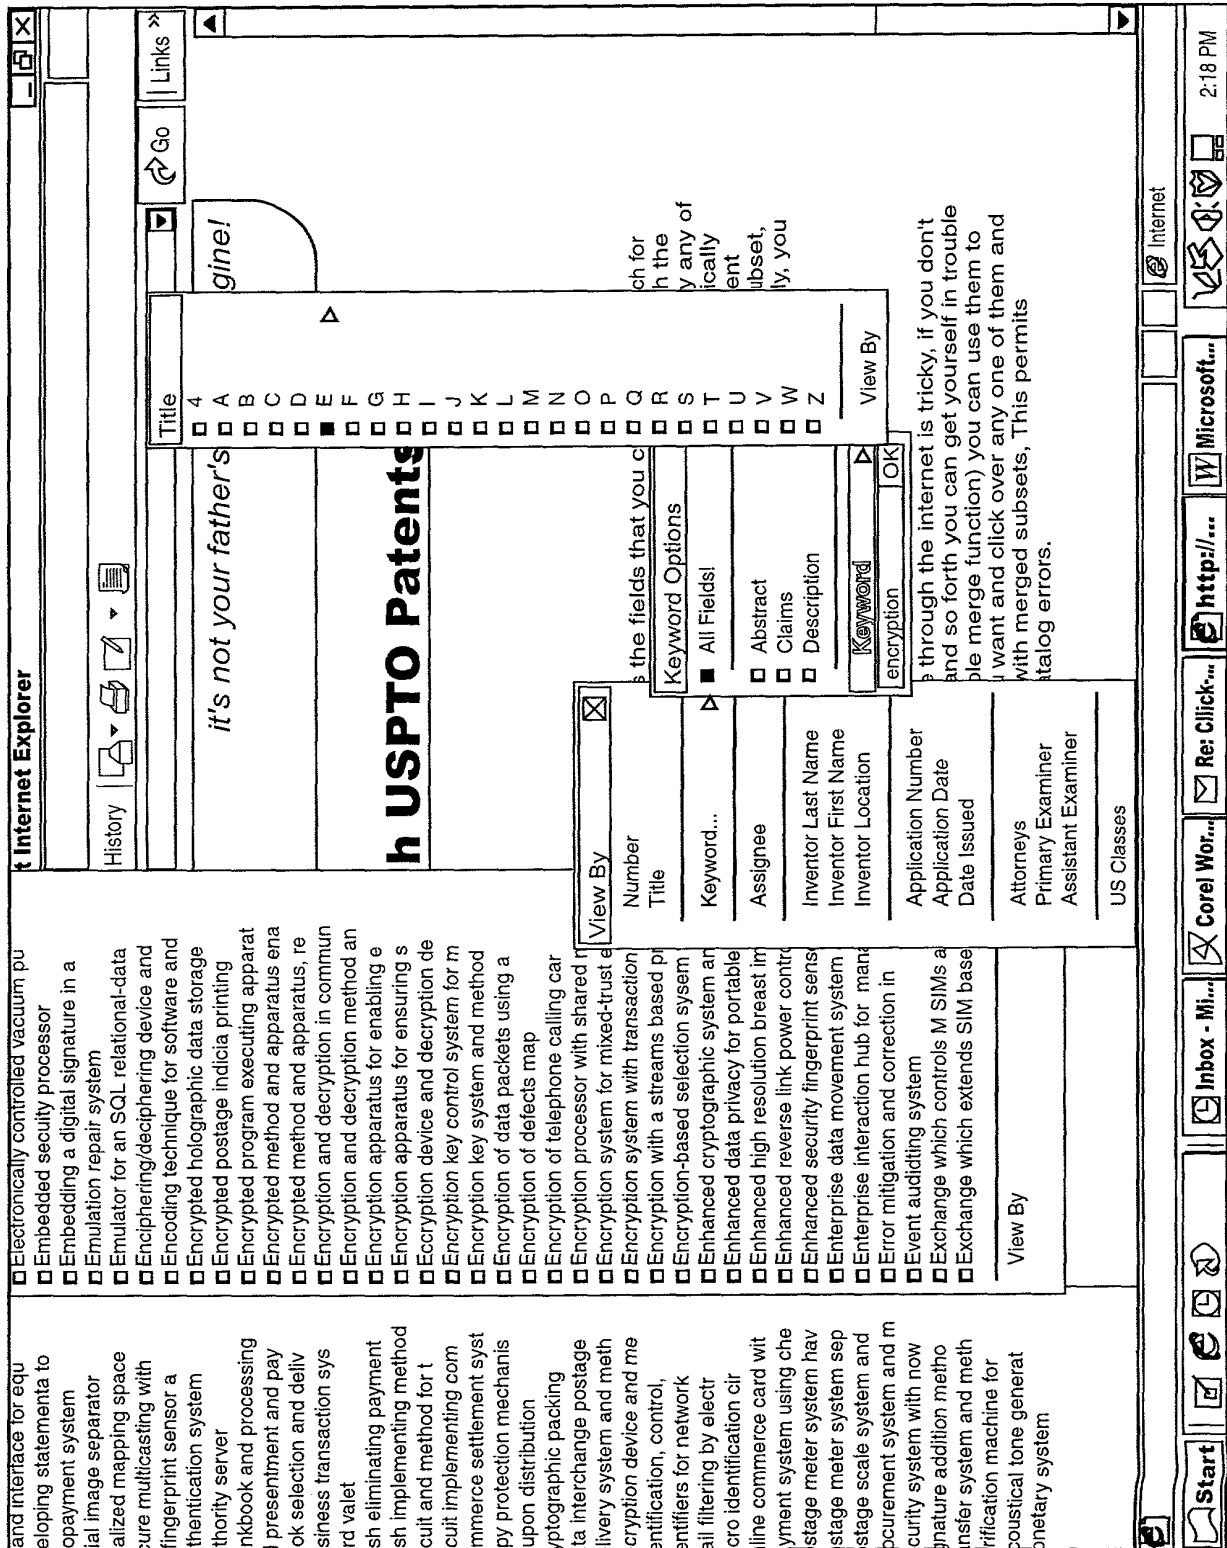 t Internet Explorer
History
Go
Links »
it's not your father's
gine!
h USPTO Patents
s the fields that you c
ch for
h the
y any of
ically
ent
ubset,
ly, you
e through the internet is tricky, if you don't
and so forth you can get yourself in trouble
ple merge function) you can use them to
u want and click over any one of them and
with merged subsets, This permits
atalog errors.
Title
4
A
B
C
D
E
F
G
H
I
J
K
L
M
N
O
P
Q
R
S
T
U
V
W
Z
View By
Keyword Options
All Fields!
Abstract
Claims
Description
Keyword
encryption
OK
View By
Number
Title
Keyword...
Assignee
Inventor Last Name
Inventor First Name
Inventor Location
Application Number
Application Date
Date Issued
Attorneys
Primary Examiner
Assistant Examiner
US Classes
Electronically controlled vacuum pu
Embedded secuity processor
Embedding a digital signature in a
Emulation repair system
Emulator for an SQL relational-data
Enciphering/deciphering device and
Encoding technique for software and
Encrypted holographic data storage
Encrypted postage indicia printing
Encrypted program executing apparat
Encrypted method and apparatus ena
Encrypted method and apparatus, re
Encryption and decryption in commun
Encryption and decryption method an
Encryption apparatus for enabling e
Encryption apparatus for ensuring s
Eccryption device and decryption de
Encryption key control system for m
Encryption key system and method
Encryption of data packets using a
Encryption of defects map
Encryption of telephone calling car
Encryption processor with shared m
Encryption system for mixed-trust e
Encryption system with transaction
Encryption with a streams based pr
Encryption-based selection sysem
Enhanced cryptographic system an
Enhanced data privacy for portable
Enhanced high resolution breast im
Enhanced reverse link power contro
Enhanced security fingerprint sense
Enterprise data movement system
Enterprise interaction hub for mana
Error mitigation and correction in
Event audidting system
Exchange which controls M SIMs a
Exchange which extends SIM base
View By
and interface for equ
eloping statementa to
opayment system
ial image separator
alized mapping space
cure multicasting with
fingerprint sensor a
thentication system
thority server
nkbook and processing
l presentment and pay
ok selection and deliv
siness transaction sys
rd valet
sh eliminating payment
sh implementing method
cuit and method for t
cuit implementing com
mmerce settlement syst
py protection mechanis
upon distribution
yptographic packing
ta interchange postage
livery system and meth
cryption device and me
entification, control,
entifiers for network
ail filtering by electr
cro identification cir
nline commerce card wit
yment system using che
stage meter system hav
stage meter system sep
stage scale system and
ocurement system and m
curity system with now
nature addition metho
ansfer system and meth
rification machine for
coustical tone generat
onetary system
Internet
Start
Inbox - Mi...
Corel Wor...
Re: Cllick-...
http://...
Microsoft...
2:18 PM